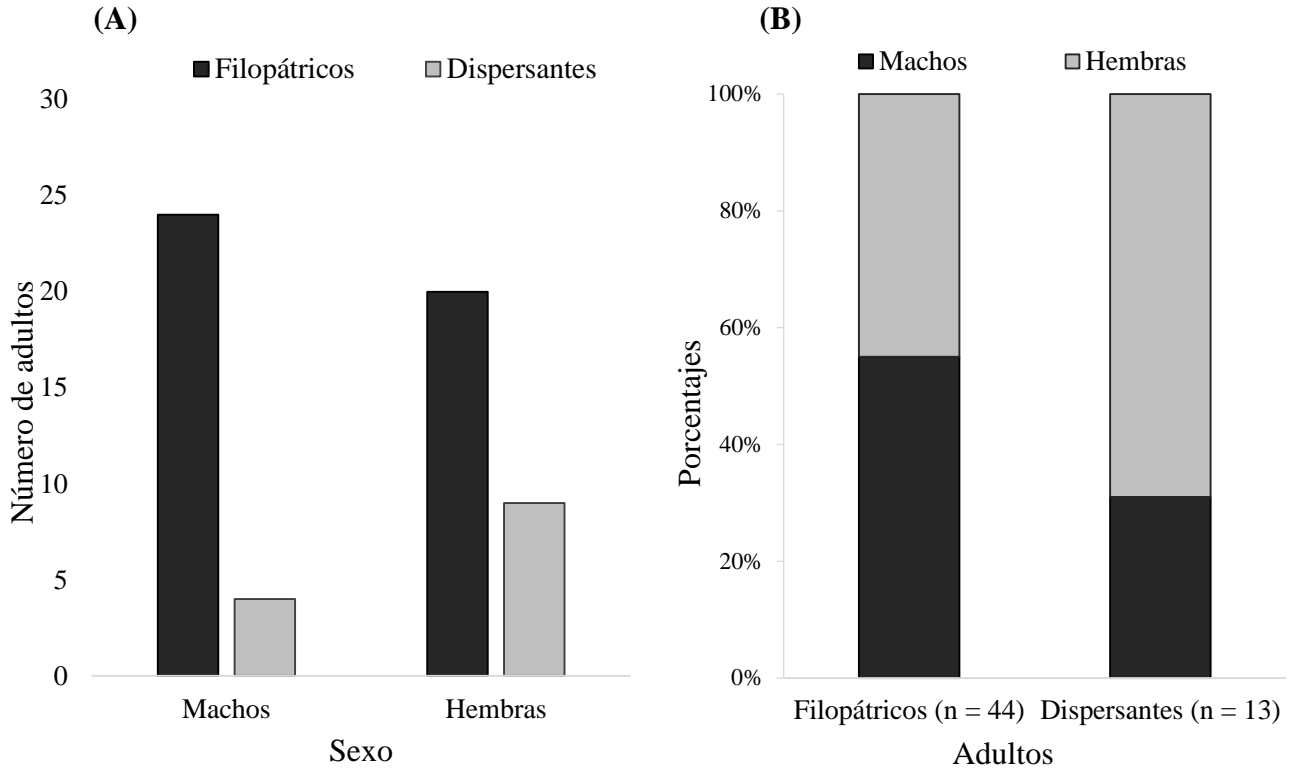 (A)
Filopátricos Dispersantes
30
25
20
15
10
5
0
Número de adultos
Machos Hembras
Sexo
(B)
Machos Hembras
100%
80%
60%
40%
20%
0%
Porcentajes
Filopátricos (n = 44) Dispersantes (n = 13)
Adultos